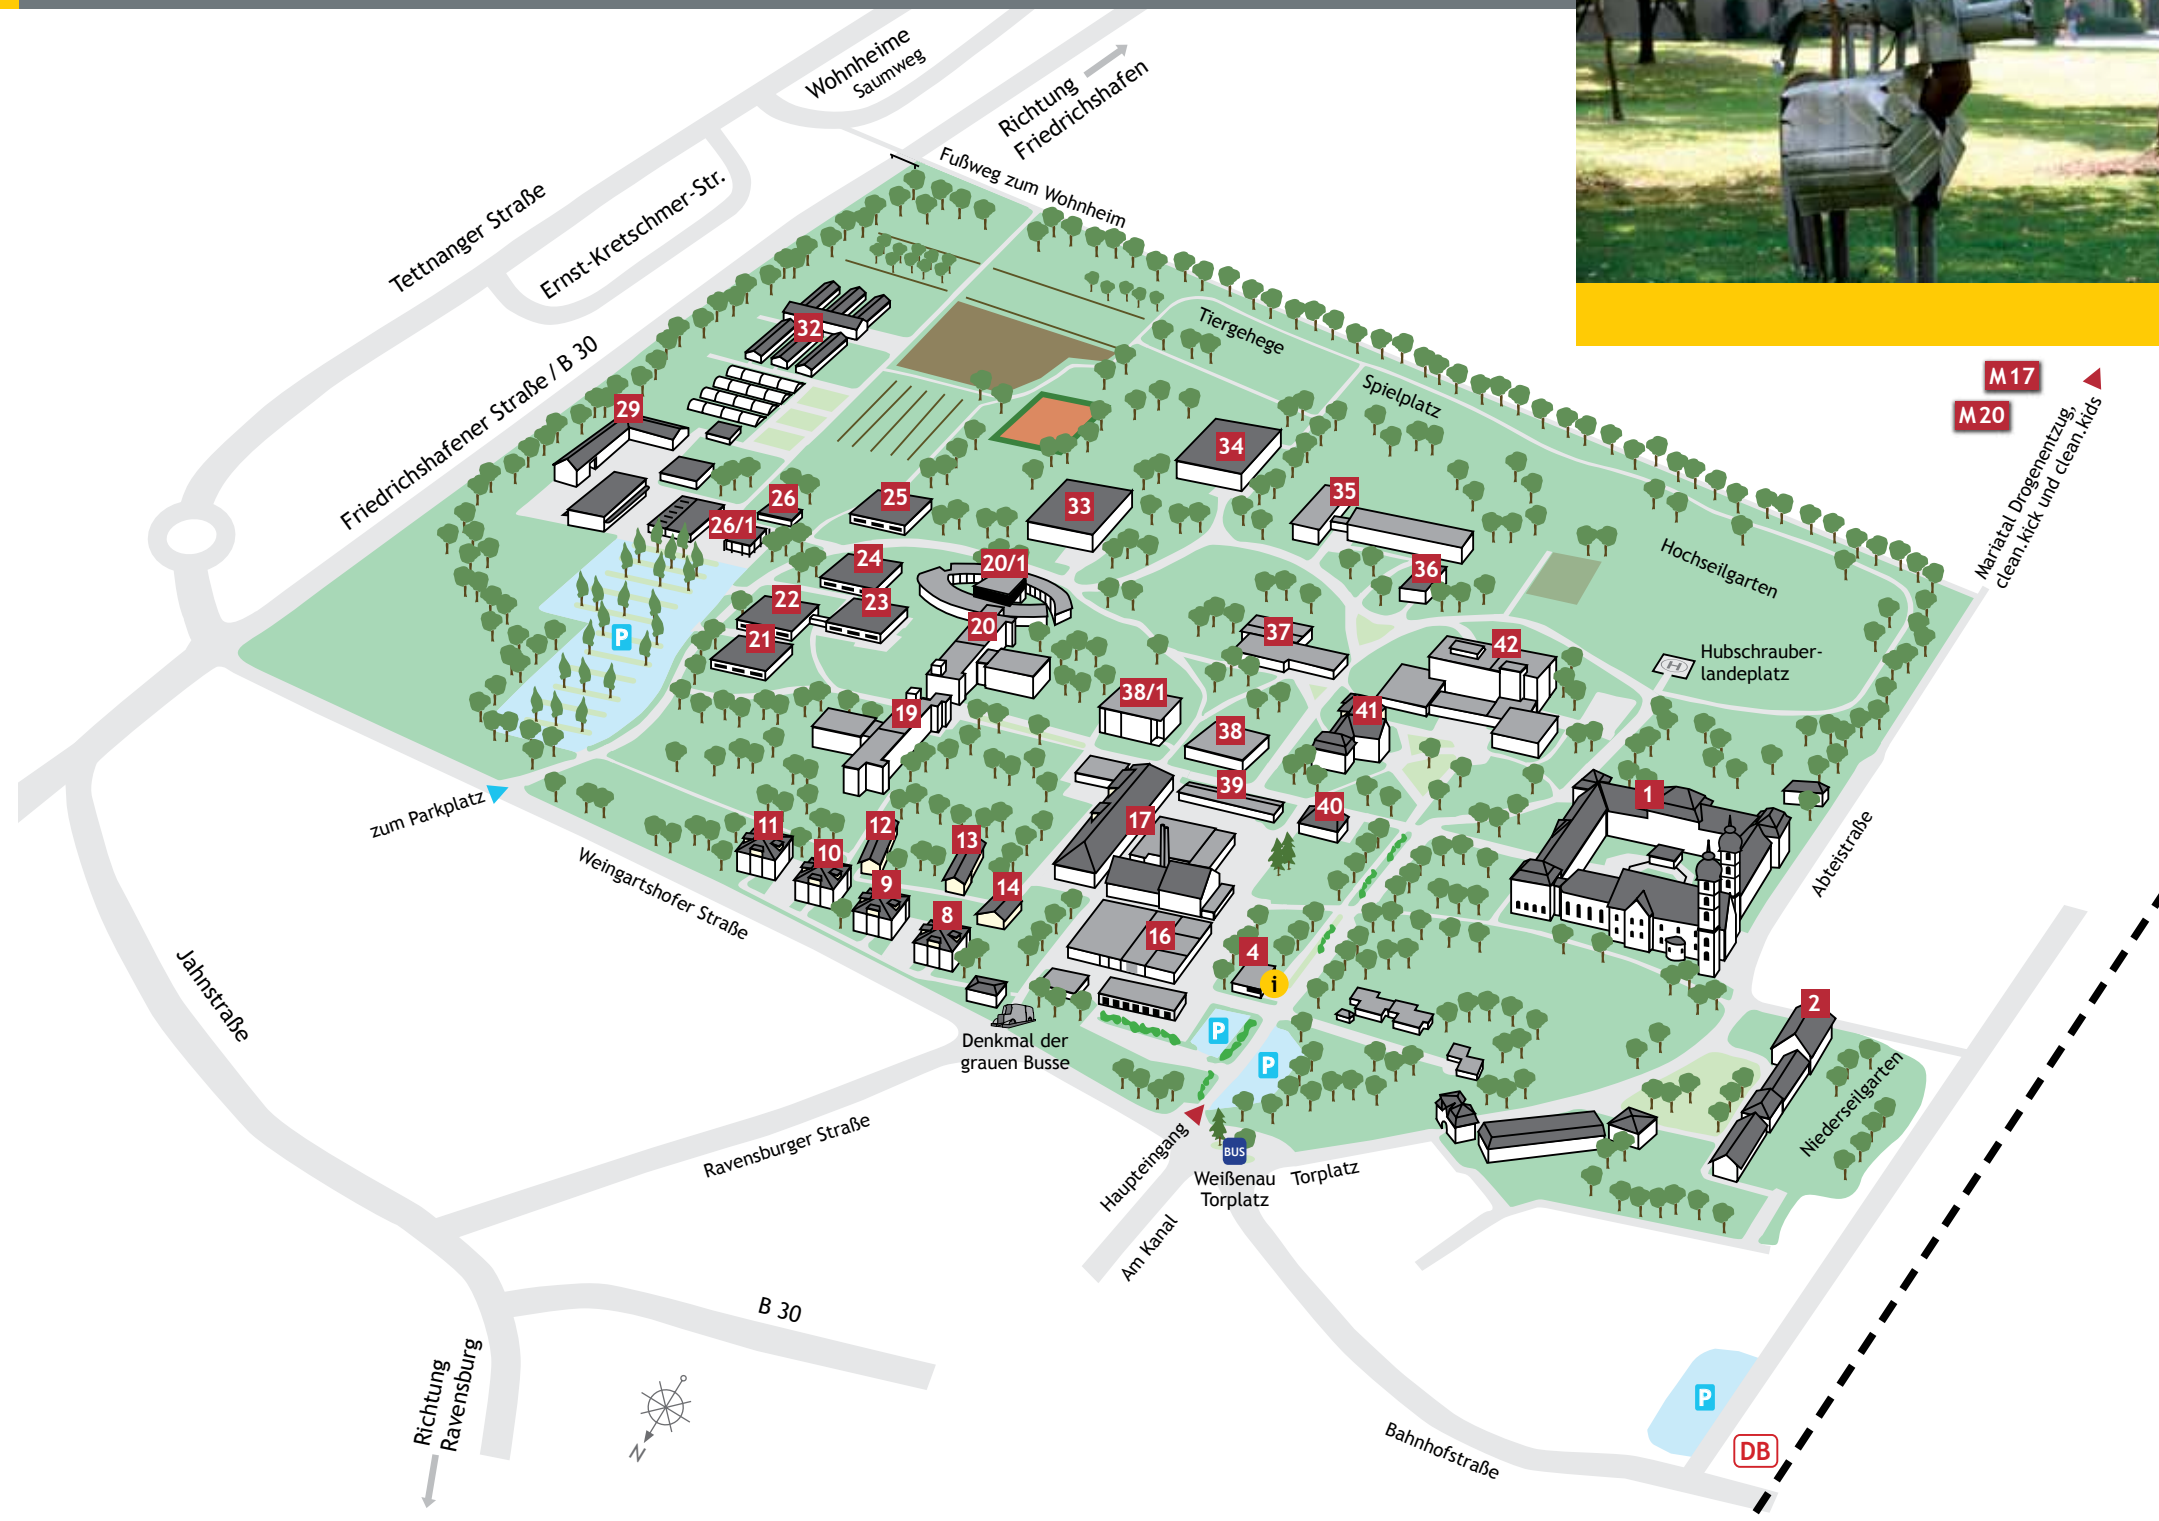 Wohnheime
Saumweg
Richtung
Friedrichshafen
Fußweg zum Wohnheim
Tettnanger Straße
Ernst-Kretschmer-Str.
Friedrichshafener Straße / B 30
Tiergehege
Spielplatz
M 17
M 20
Mariatal Drogenentzug,
clean.kick und clean.kids
32
29
34
35
33
25
26
26/1
24
20/1
36
Hochseilgarten
22
23
20
37
42
21
P
Hubschrauber-
landeplatz
H
38/1
19
41
38
39
1
40
zum Parkplatz
17
11
12
13
10
9
14
8
Weingartshofer Straße
Abteistraße
16
4
i
2
Jahnstraße
P
P
Denkmal der
grauen Busse
Niederseilgarten
Ravensburger Straße
Haupteingang
BUS
Weißenau
Torplatz
Torplatz
Am Kanal
B 30
Richtung
Ravensburg
N
P
Bahnhofstraße
DB